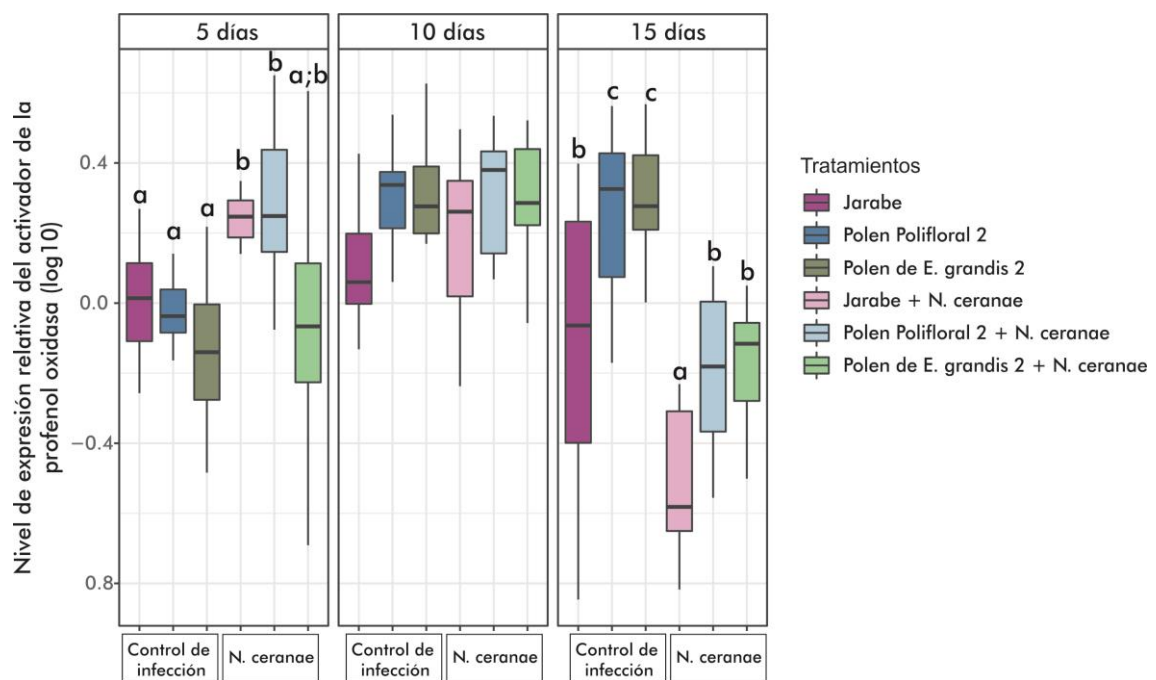 5 días
10 días
15 días
Nivel de expresión relativa del activador de la
profenol oxidasa (log10)
0.4
0.0
−0.4
0.8
a
a
a
b
b
a;b
b
c
c
a
b
b
Control de
infección
N. ceranae
Control de
infección
N. ceranae
Control de
infección
N. ceranae
Tratamientos
Jarabe
Polen Polifloral 2
Polen de E. grandis 2
Jarabe + N. ceranae
Polen Polifloral 2 + N. ceranae
Polen de E. grandis 2 + N. ceranae